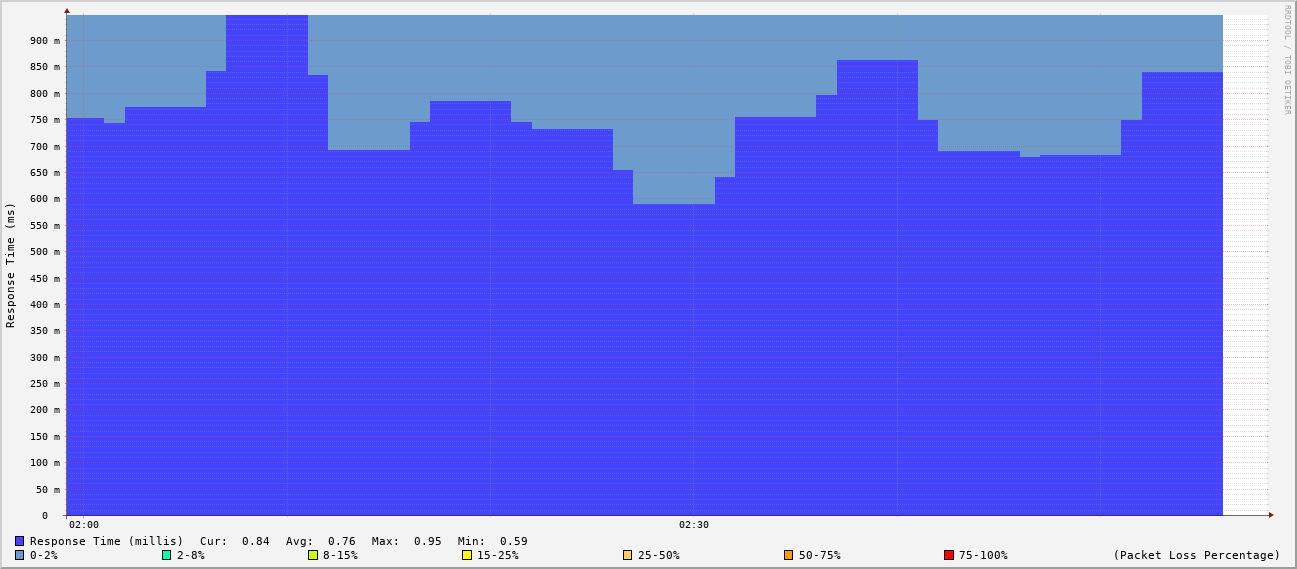 RRDTOOL / TOBI OETIKER
Response Time (ms)
900 m
850 m
800 m
750 m
700 m
650 m
600 m
550 m
500 m
450 m
400 m
350 m
300 m
250 m
200 m
150 m
100 m
50 m
0
02:00 02:30
Response Time (millis) Cur: 0.84 Avg: 0.76 Max: 0.95 Min: 0.59
0-2% 2-8% 8-15% 15-25% 25-50% 50-75% 75-100% (Packet Loss Percentage)